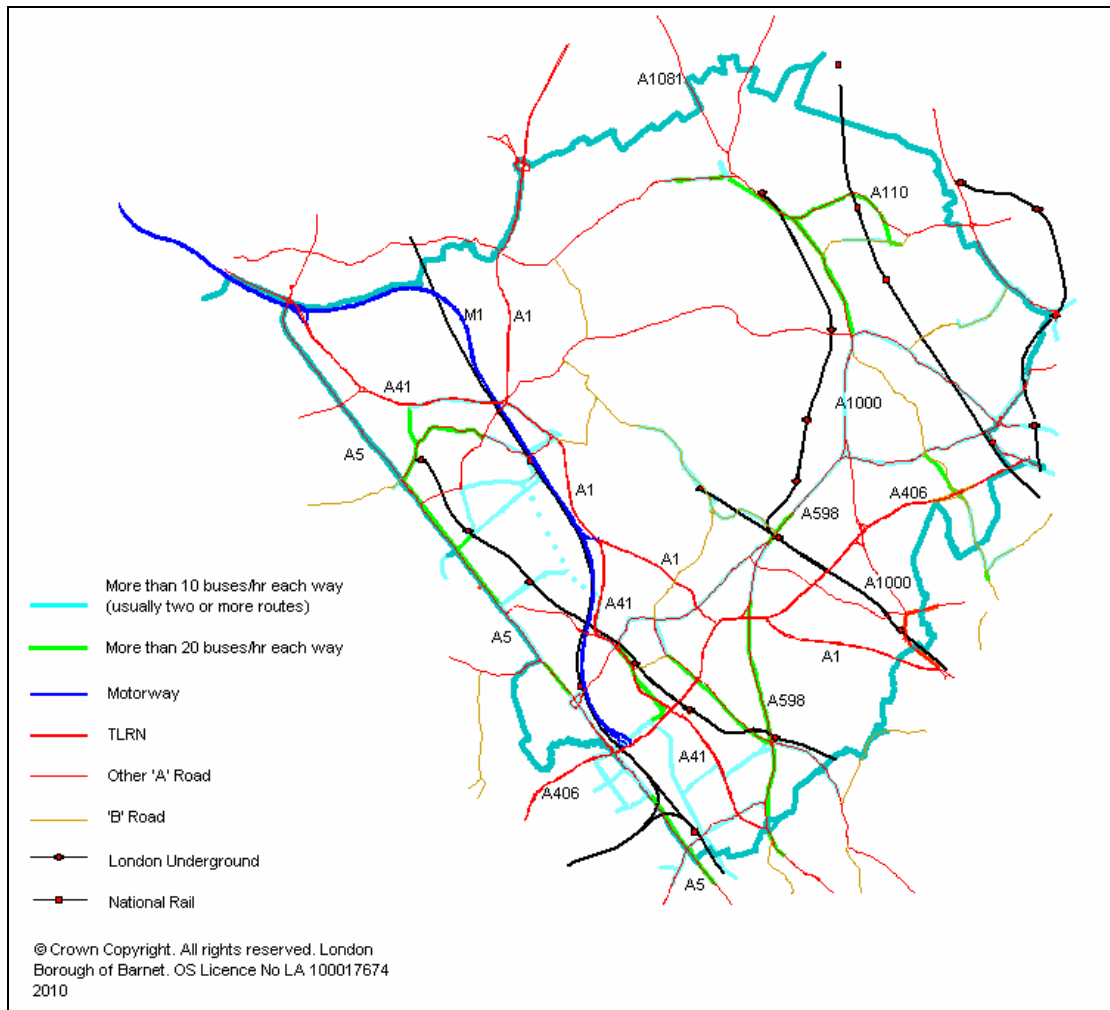 A1081
A110
M1
A1
A41
A1000
A5
A406
A1
A598
A1
A1000
A41
A5
A1
A598
A41
A406
A5
More than 10 buses/hr each way
(usually two or more routes)
More than 20 buses/hr each way
Motorway
TLRN
Other 'A' Road
'B' Road
London Underground
National Rail
© Crown Copyright. All rights reserved. London
Borough of Barnet. OS Licence No LA 100017674
2010